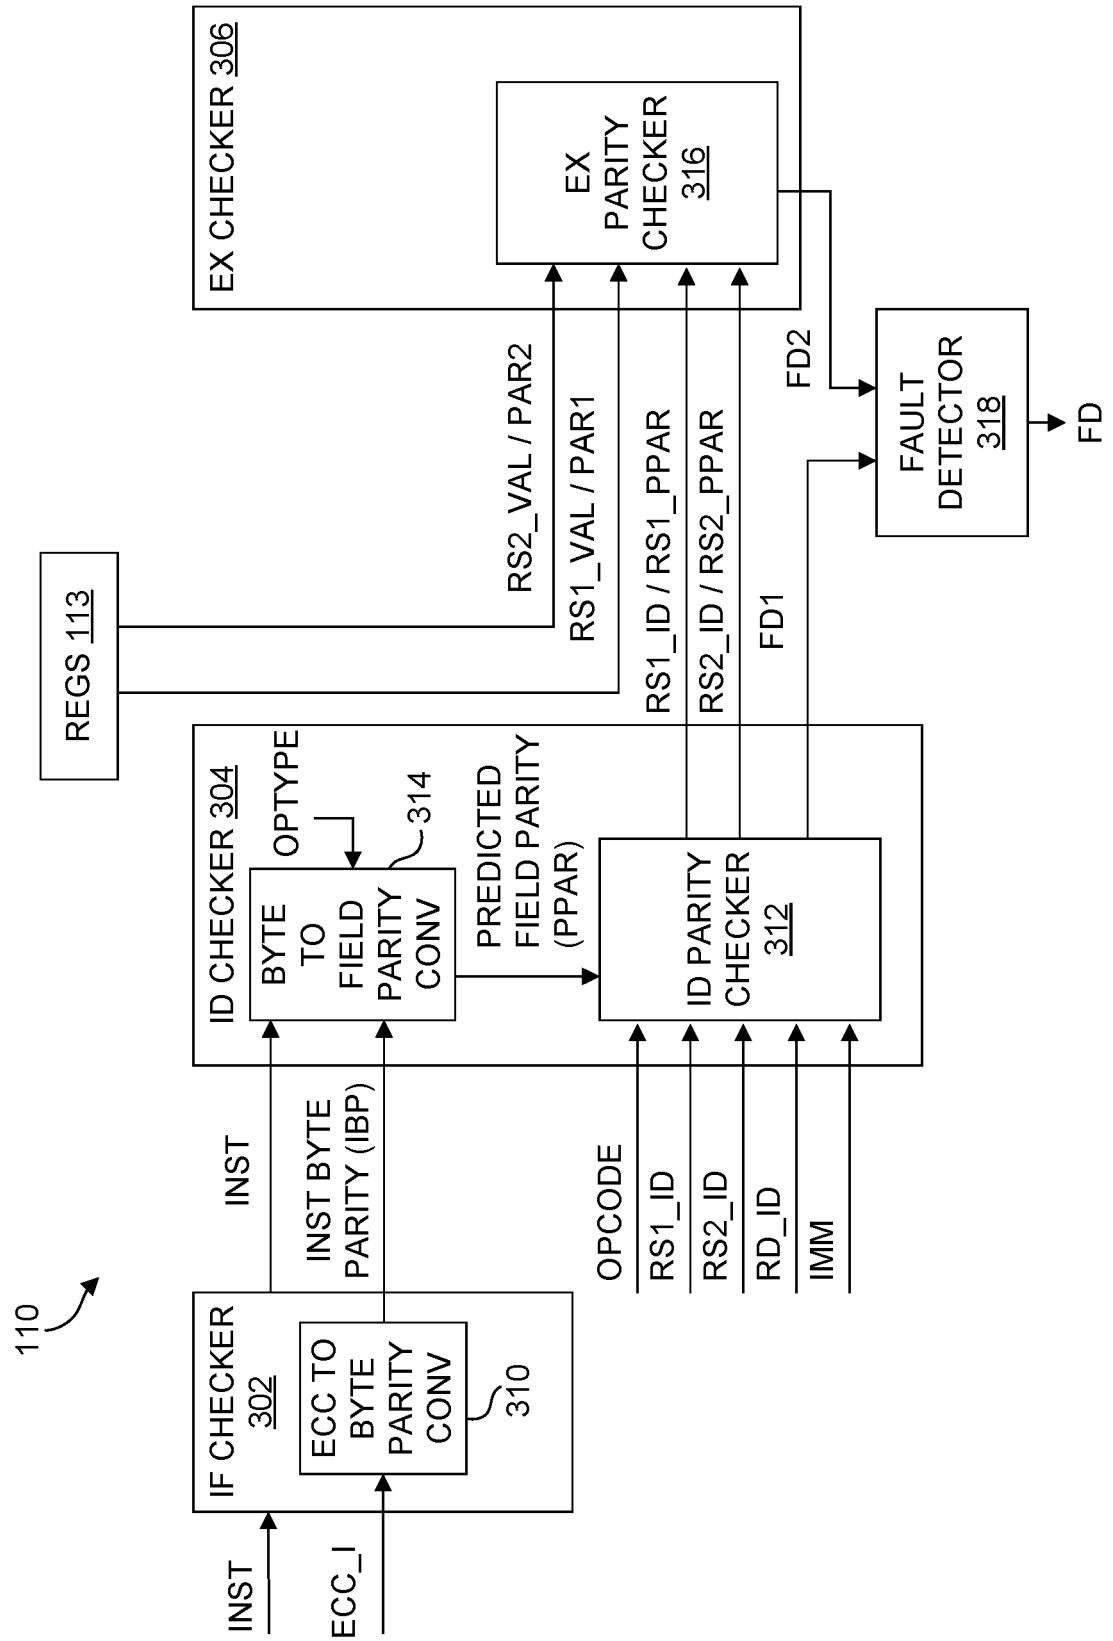 110
INST
ECC_I
IF CHECKER
302
ECC TO
BYTE
PARITY
CONV
310
INST
INST BYTE
PARITY (IBP)
OPCODE
RS1_ID
RS2_ID
RD_ID
IMM
ID CHECKER 304
BYTE
TO
FIELD
PARITY
CONV
OPTYPE
314
PREDICTED
FIELD PARITY
(PPAR)
ID PARITY
CHECKER
312
REGS 113
RS2_VAL / PAR2
RS1_VAL / PAR1
RS1_ID / RS1_PPAR
RS2_ID / RS2_PPAR
FD1
EX CHECKER 306
EX
PARITY
CHECKER
316
FD2
FAULT
DETECTOR
318
FD